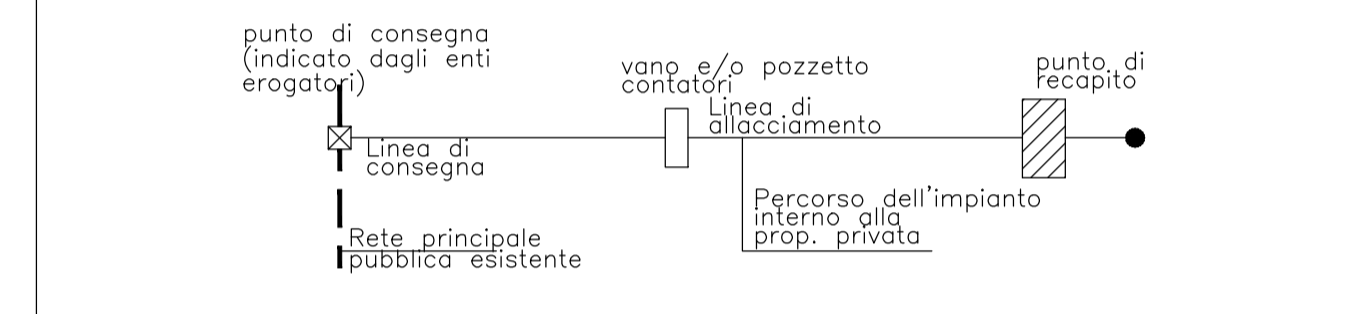 punto di consegna
(indicato dagli enti
erogatori)
vano e/o pozzetto
contatori
punto di
recapito
Linea di
allacciamento
Linea di
consegna
Percorso dell'impianto
interno alla
prop. privata
Rete principale
pubblica esistente